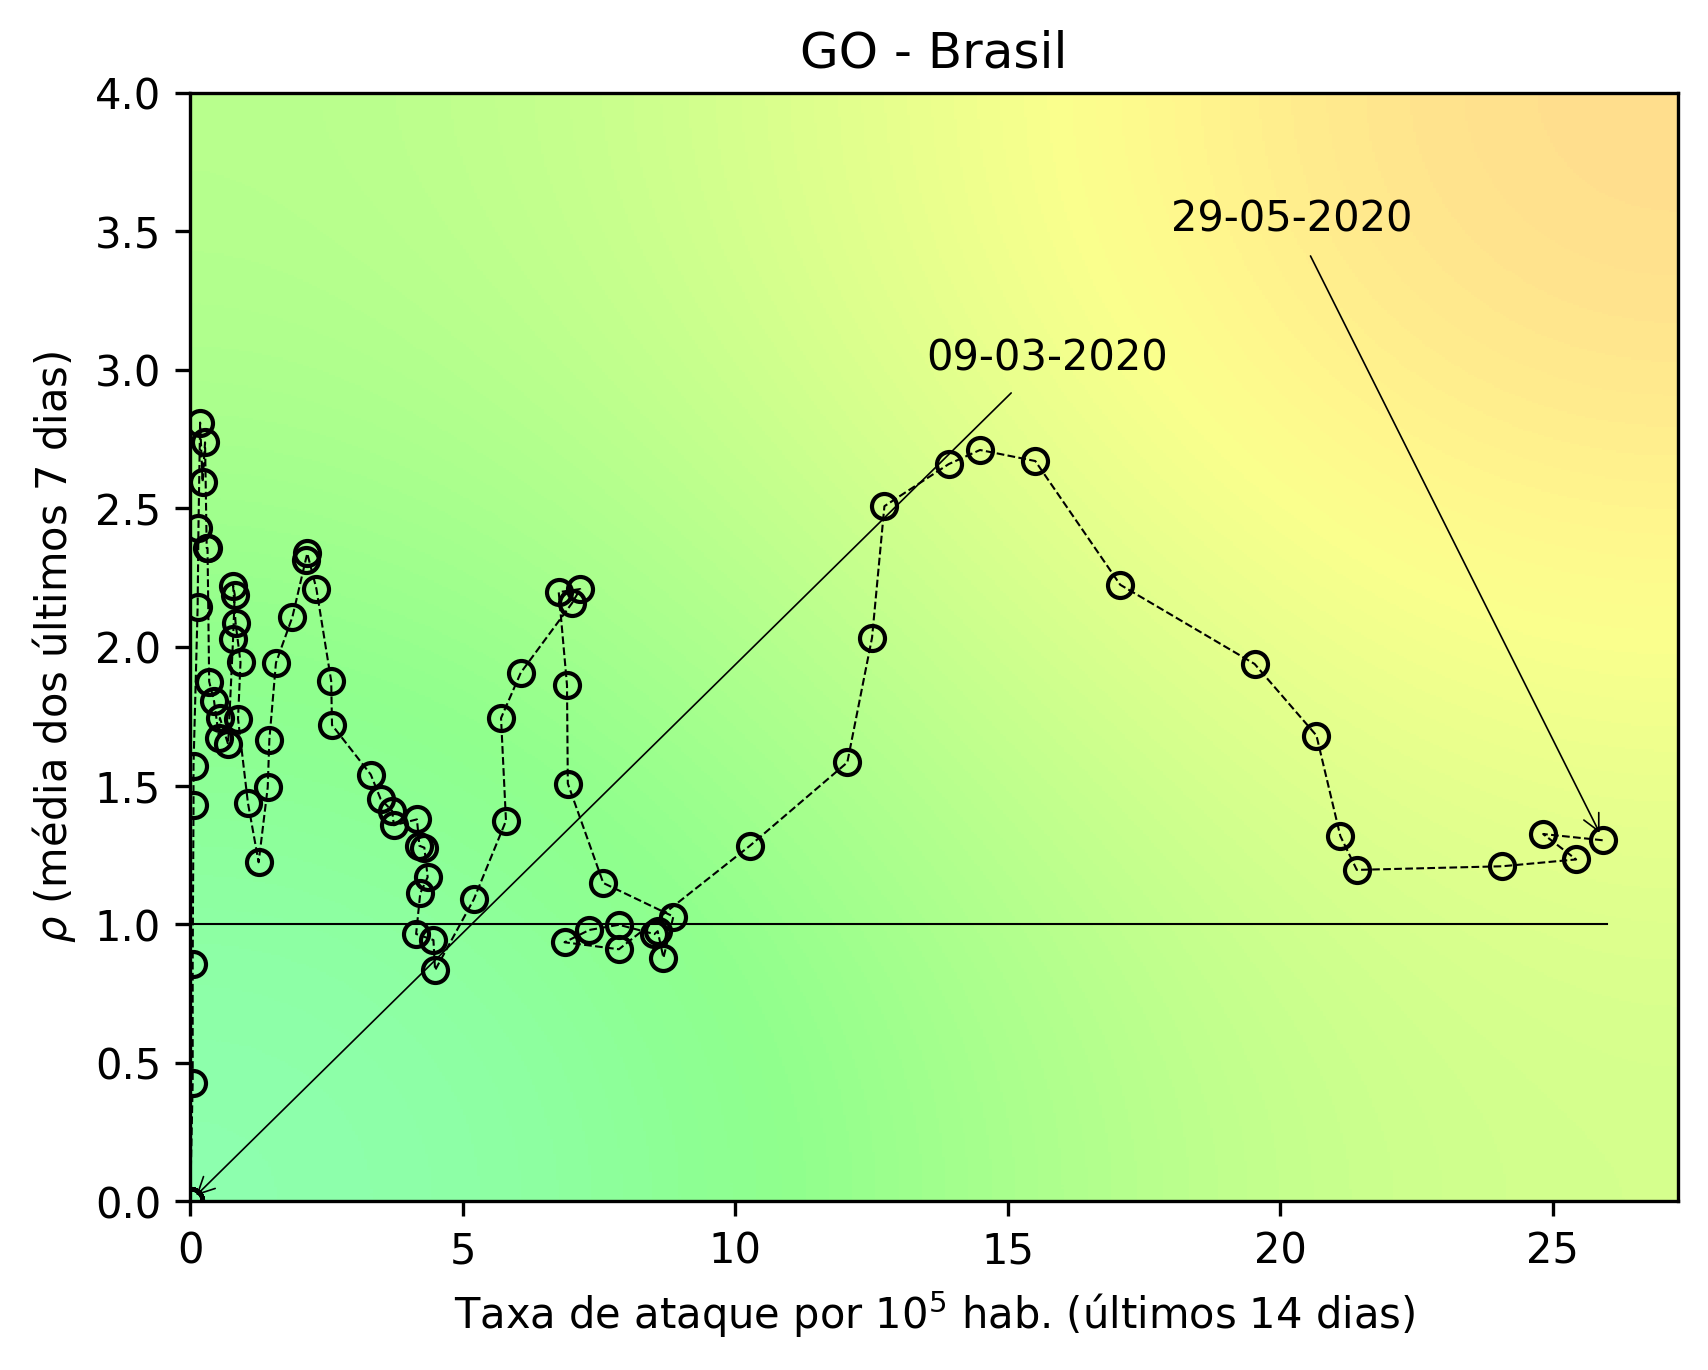 GO - Brasil
4.0
3.5
3.0
2.5
2.0
1.5
1.0
0.5
0.0
ρ (média dos últimos 7 dias)
29-05-2020
09-03-2020
0 5 10 15 20 25
Taxa de ataque por 10⁵ hab. (últimos 14 dias)